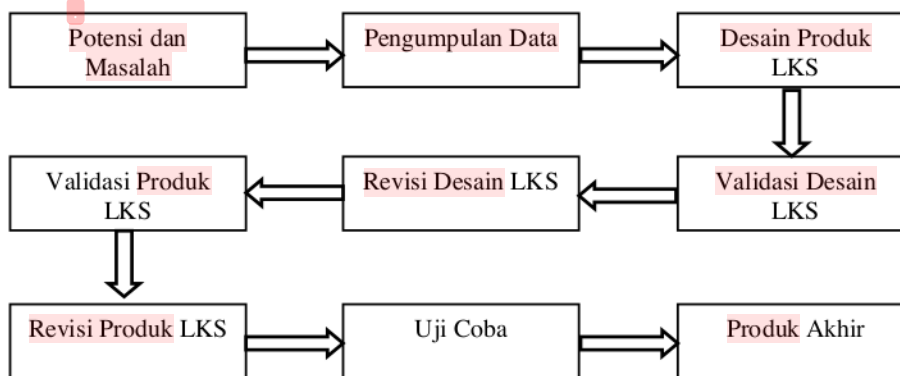 Potensi dan
Masalah
Pengumpulan Data
Desain Produk
LKS
Validasi Produk
LKS
Revisi Desain LKS
Validasi Desain
LKS
Revisi Produk LKS
Uji Coba
Produk Akhir